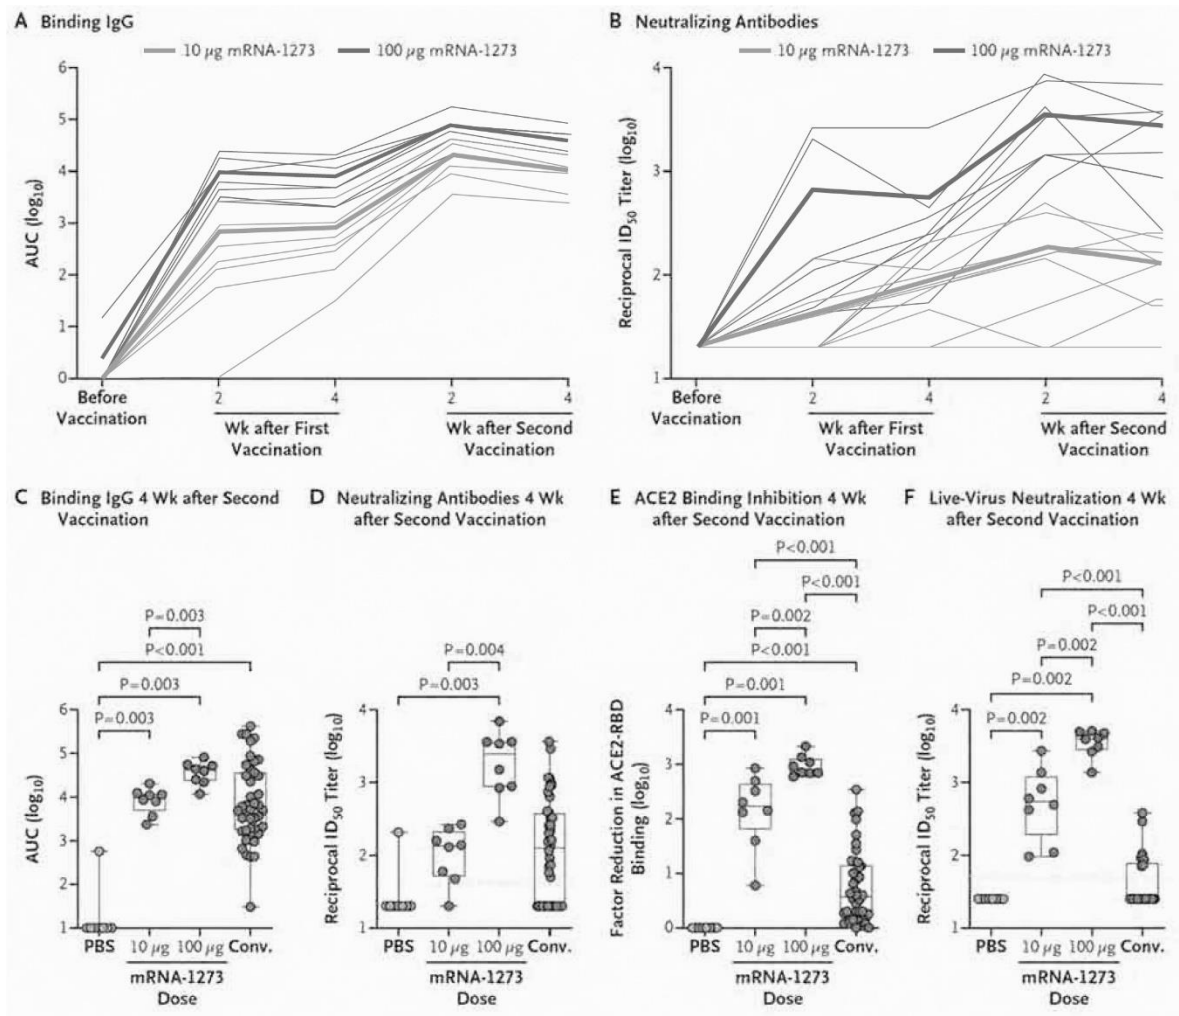 A Binding IgG
10 µg mRNA-1273 100 µg mRNA-1273
AUC (log10)
6
5
4
3
2
1
0
Before Vaccination
2 4 2 4
Wk after First Vaccination
Wk after Second Vaccination
B Neutralizing Antibodies
10 µg mRNA-1273 100 µg mRNA-1273
Reciprocal ID50 Titer (log10)
4
3
2
1
Before Vaccination
2 4 2 4
Wk after First Vaccination
Wk after Second Vaccination
C Binding IgG 4 Wk after Second
Vaccination
P=0.003
P<0.001
P=0.003
P=0.003
AUC (log10)
6
5
4
3
2
1
PBS 10 µg 100 µg Conv.
mRNA-1273
Dose
D Neutralizing Antibodies 4 Wk
after Second Vaccination
P=0.004
P=0.003
Reciprocal ID50 Titer (log10)
4
3
2
1
PBS 10 µg 100 µg Conv.
mRNA-1273
Dose
E ACE2 Binding Inhibition 4 Wk
after Second Vaccination
P<0.001
P<0.001
P=0.002
P<0.001
P=0.001
P=0.001
Factor Reduction in ACE2-RBD
Binding (log10)
4
3
2
1
0
PBS 10 µg 100 µg Conv.
mRNA-1273
Dose
F Live-Virus Neutralization 4 Wk
after Second Vaccination
P<0.001
P<0.001
P=0.002
P=0.002
P=0.002
Reciprocal ID50 Titer (log10)
4
3
2
1
PBS 10 µg 100 µg Conv.
mRNA-1273
Dose